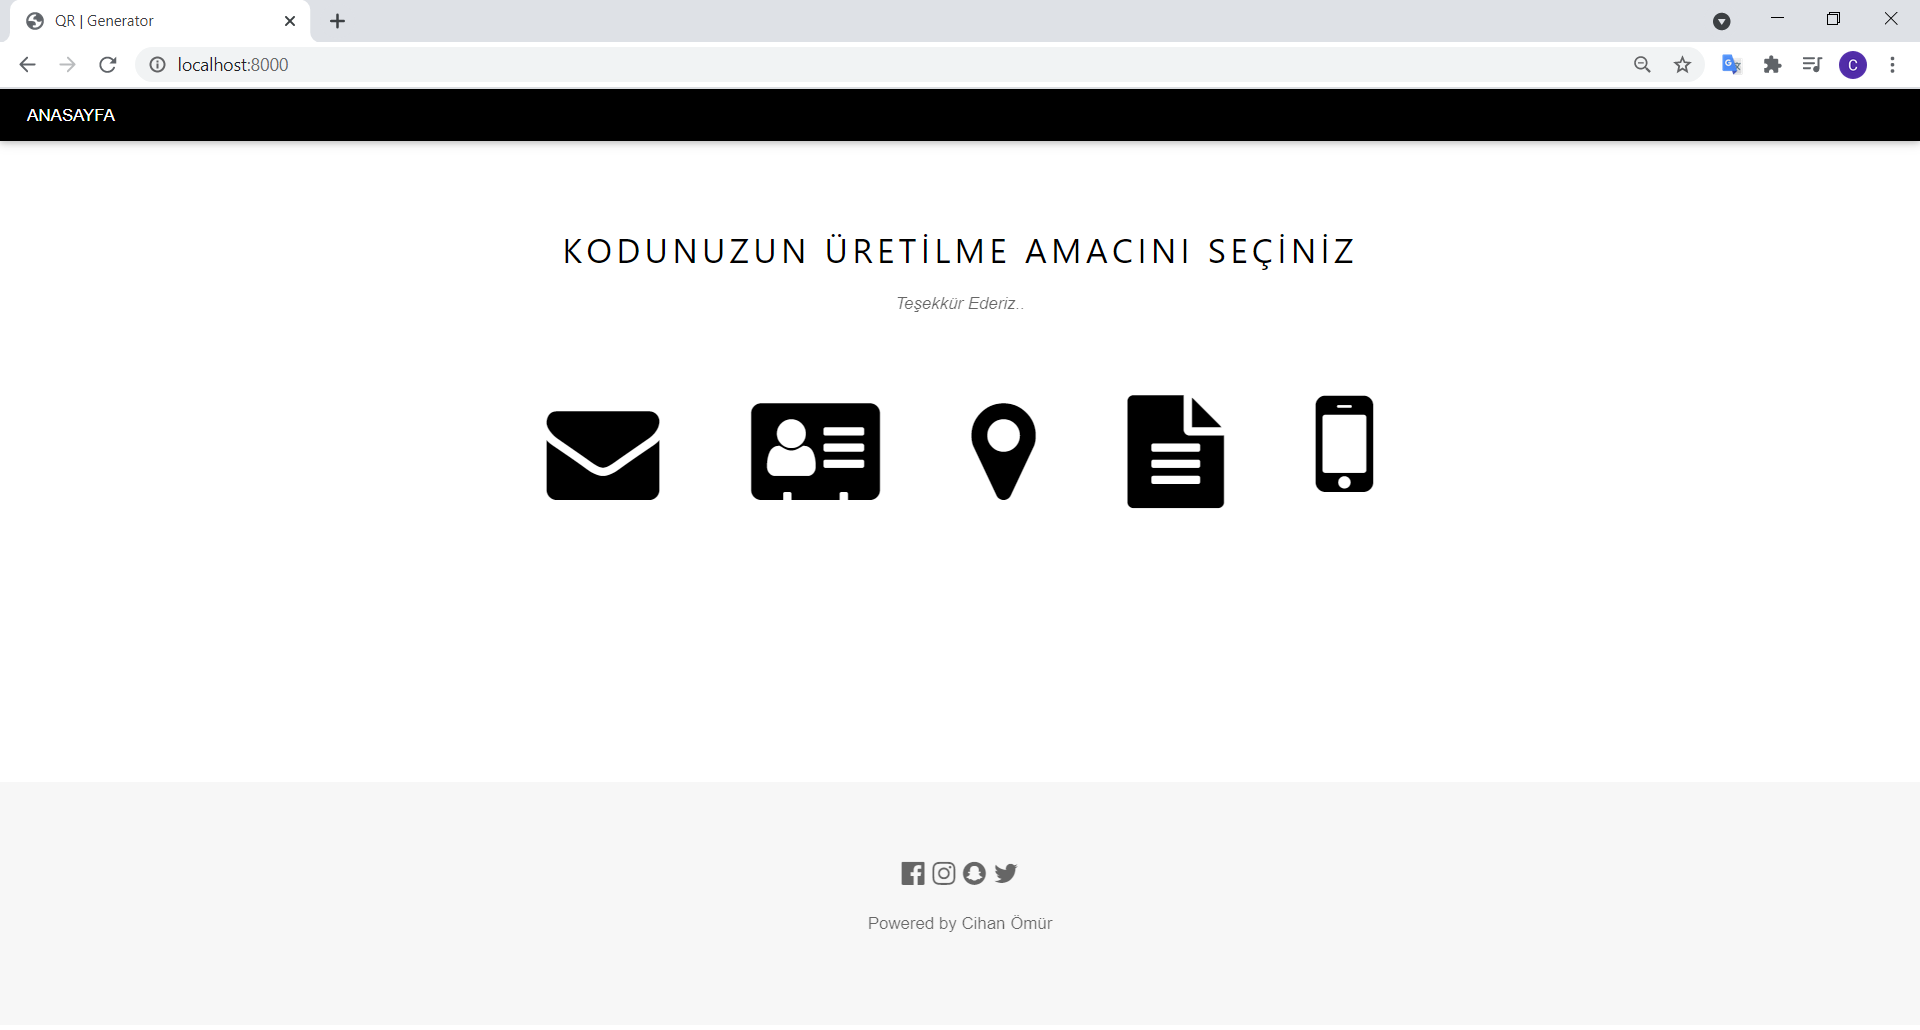 QR | Generator
localhost:8000
C
ANASAYFA
KODUNUZUN ÜRETİLME AMACINI SEÇİNİZ
Teşekkür Ederiz..
Powered by Cihan Ömür